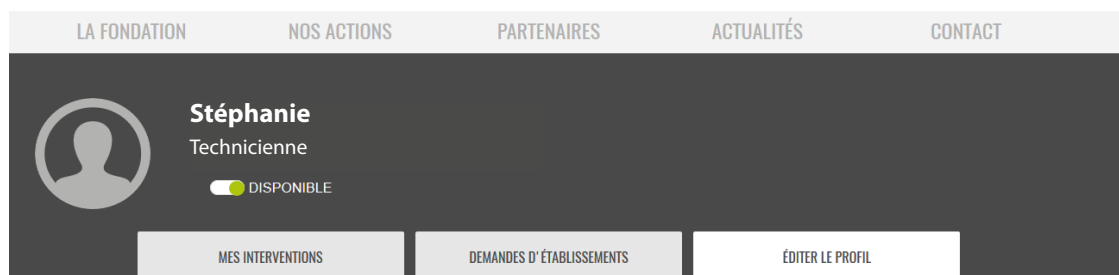 LA FONDATION NOS ACTIONS PARTENAIRES ACTUALITÉS CONTACT
Stéphanie
Technicienne
DISPONIBLE
MES INTERVENTIONS DEMANDES D'ÉTABLISSEMENTS ÉDITER LE PROFIL